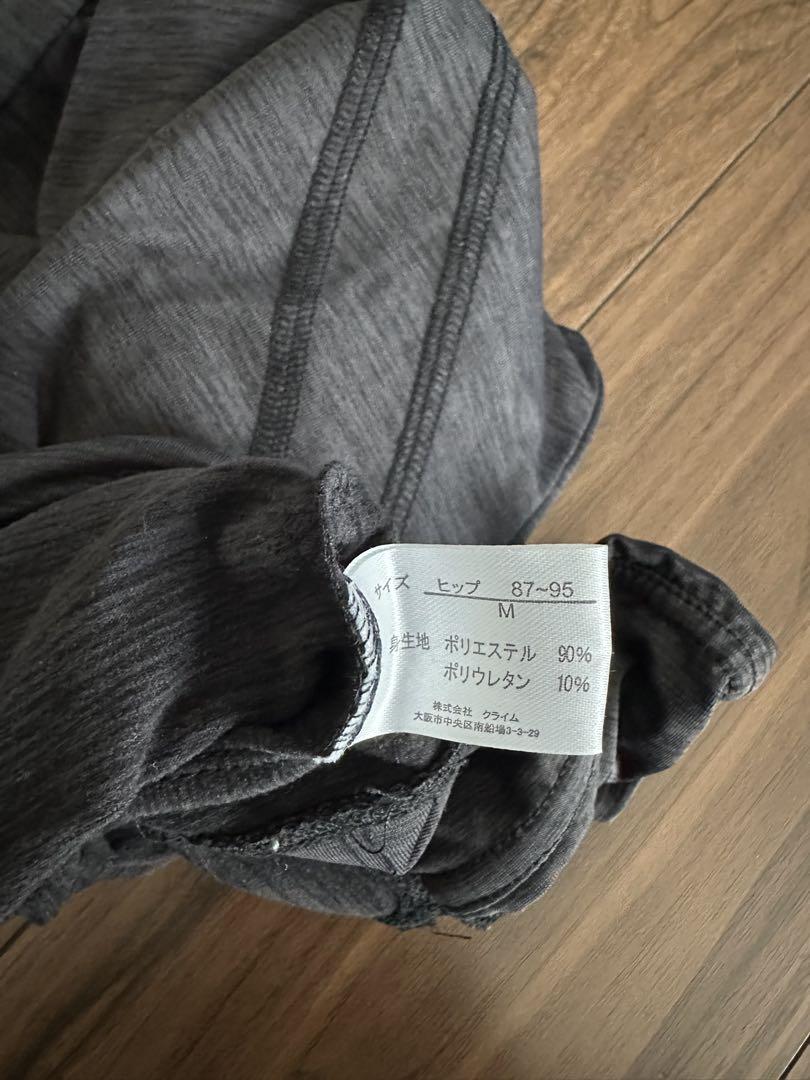 サイズ ヒップ 87~95
M
身生地 ポリエステル 90%
ポリウレタン 10%
株式会社 クライム
大阪市中央区南船場3-3-29